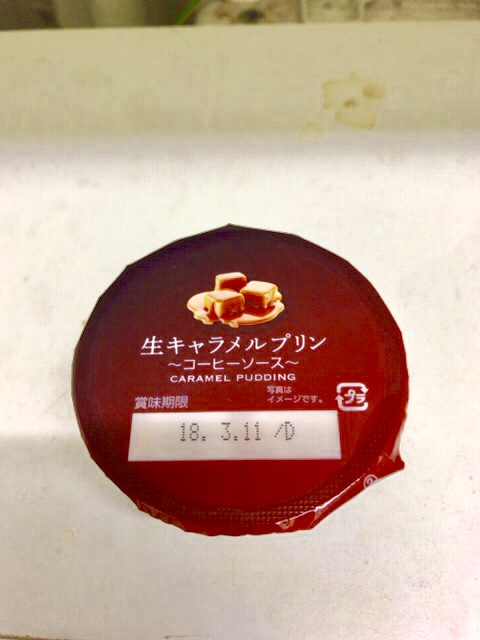 生キャラメルプリン
～コーヒーソース～
CARAMEL PUDDING
賞味期限
写真は
イメージです。
プラ
18. 3.11 /D